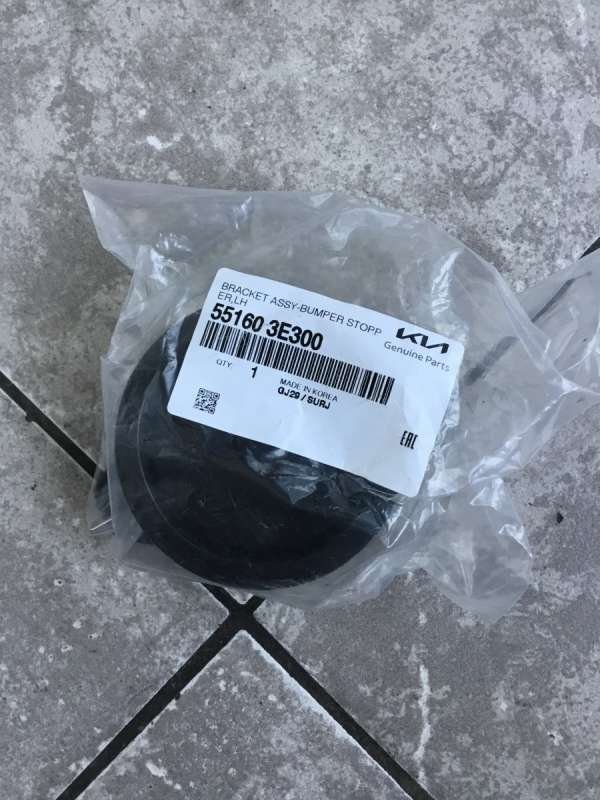 BRACKET ASSY-BUMPER STOPP
ER,LH
55160 3E300
KIA
Genuine Parts
QTY. 1
MADE IN KOREA
GJ29 / SURJ
EAC